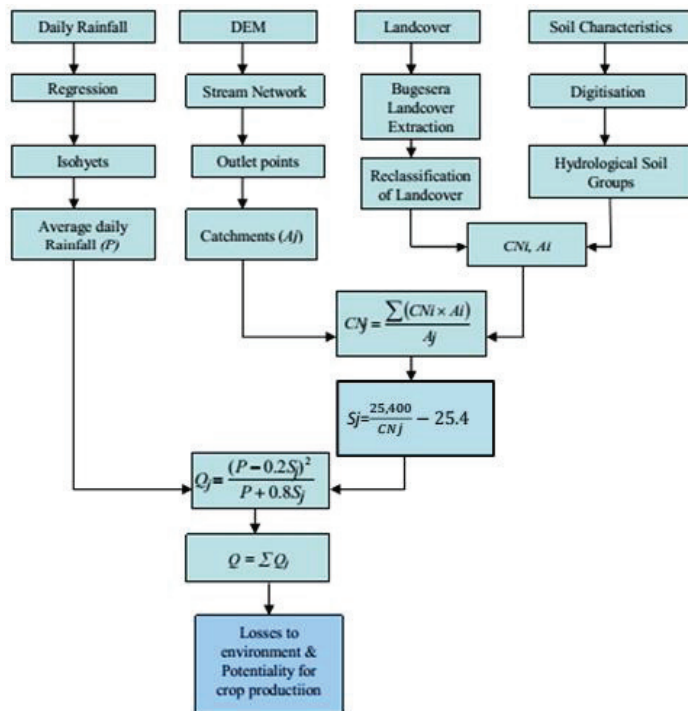 Daily Rainfall
DEM
Landcover
Soil Characteristics
Regression
Stream Network
Bugesera
Landcover
Extraction
Digitisation
Isohyets
Outlet points
Reclassification
of Landcover
Hydrological Soil
Groups
Average daily
Rainfall (P)
Catchments (Aj)
CNi, Ai
CNj = ∑(CNi × Ai) / Aj
Sj= 25,400 / CNj − 25.4
Qj = (P − 0.2Sj)² / P + 0.8Sj
Q = ΣQj
Losses to
environment &
Potentiality for
crop productiion